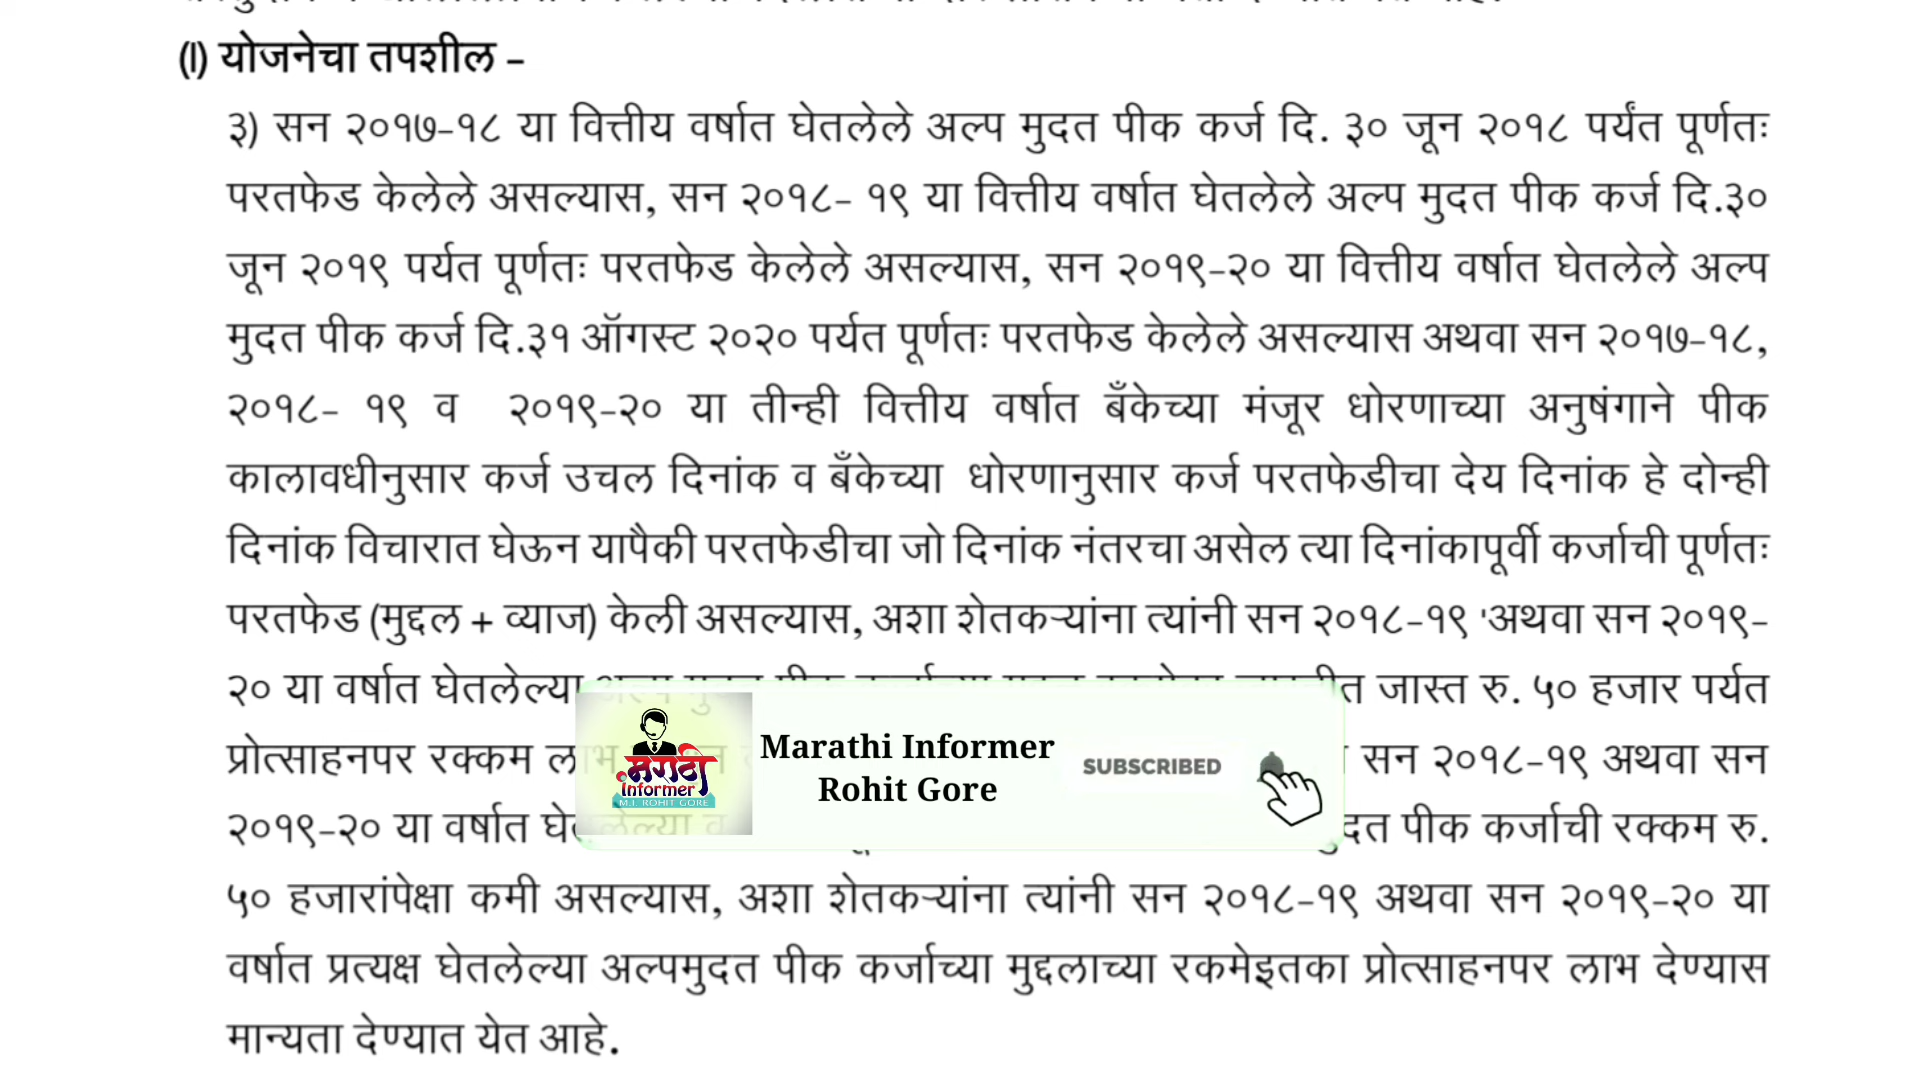 (I) योजनेचा तपशील –
३) सन २०१७-१८ या वित्तीय वर्षात घेतलेले अल्प मुदत पीक कर्ज दि. ३० जून २०१८ पर्यंत पूर्णतः
परतफेड केलेले असल्यास, सन २०१८- १९ या वित्तीय वर्षात घेतलेले अल्प मुदत पीक कर्ज दि.३०
जून २०१९ पर्यत पूर्णतः परतफेड केलेले असल्यास, सन २०१९-२० या वित्तीय वर्षात घेतलेले अल्प
मुदत पीक कर्ज दि.३१ ऑगस्ट २०२० पर्यत पूर्णतः परतफेड केलेले असल्यास अथवा सन २०१७-१८,
२०१८- १९ व २०१९-२० या तीन्ही वित्तीय वर्षात बँकेच्या मंजूर धोरणाच्या अनुषंगाने पीक
कालावधीनुसार कर्ज उचल दिनांक व बँकेच्या धोरणानुसार कर्ज परतफेडीचा देय दिनांक हे दोन्ही
दिनांक विचारात घेऊन यापैकी परतफेडीचा जो दिनांक नंतरचा असेल त्या दिनांकापूर्वी कर्जाची पूर्णतः
परतफेड (मुद्दल + व्याज) केली असल्यास, अशा शेतकऱ्यांना त्यांनी सन २०१८-१९ 'अथवा सन २०१९-
२० या वर्षात घेतलेल्या जास्त रु. ५० हजार पर्यत
प्रोत्साहनपर रक्कम सन २०१८-१९ अथवा सन
२०१९-२० या वर्षात पीक कर्जाची रक्कम रु.
५० हजारांपेक्षा कमी असल्यास, अशा शेतकऱ्यांना त्यांनी सन २०१८-१९ अथवा सन २०१९-२० या
वर्षात प्रत्यक्ष घेतलेल्या अल्पमुदत पीक कर्जाच्या मुद्दलाच्या रकमेइतका प्रोत्साहनपर लाभ देण्यास
मान्यता देण्यात येत आहे.
मराठी
informer
M.I. ROHIT GORE
Marathi Informer
Rohit Gore
SUBSCRIBED